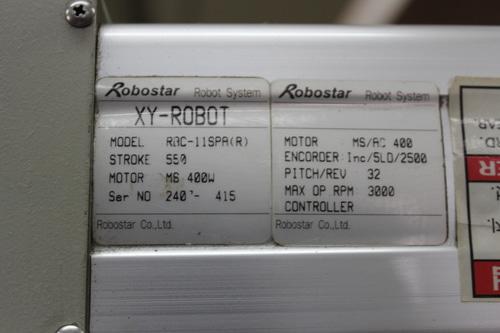 Robostar Robot System
XY-ROBOT
MODEL RBC-11SPA(R)
STROKE 550
MOTOR M6 400W
Ser NO 240'- 415
Robostar Co.,Ltd.
Robostar Robot System
MOTOR MS/AC 400
ENCORDER Inc/5LD/2500
PITCH/REV 32
MAX OP RPM 3000
CONTROLLER
Robostar Co.,Ltd.